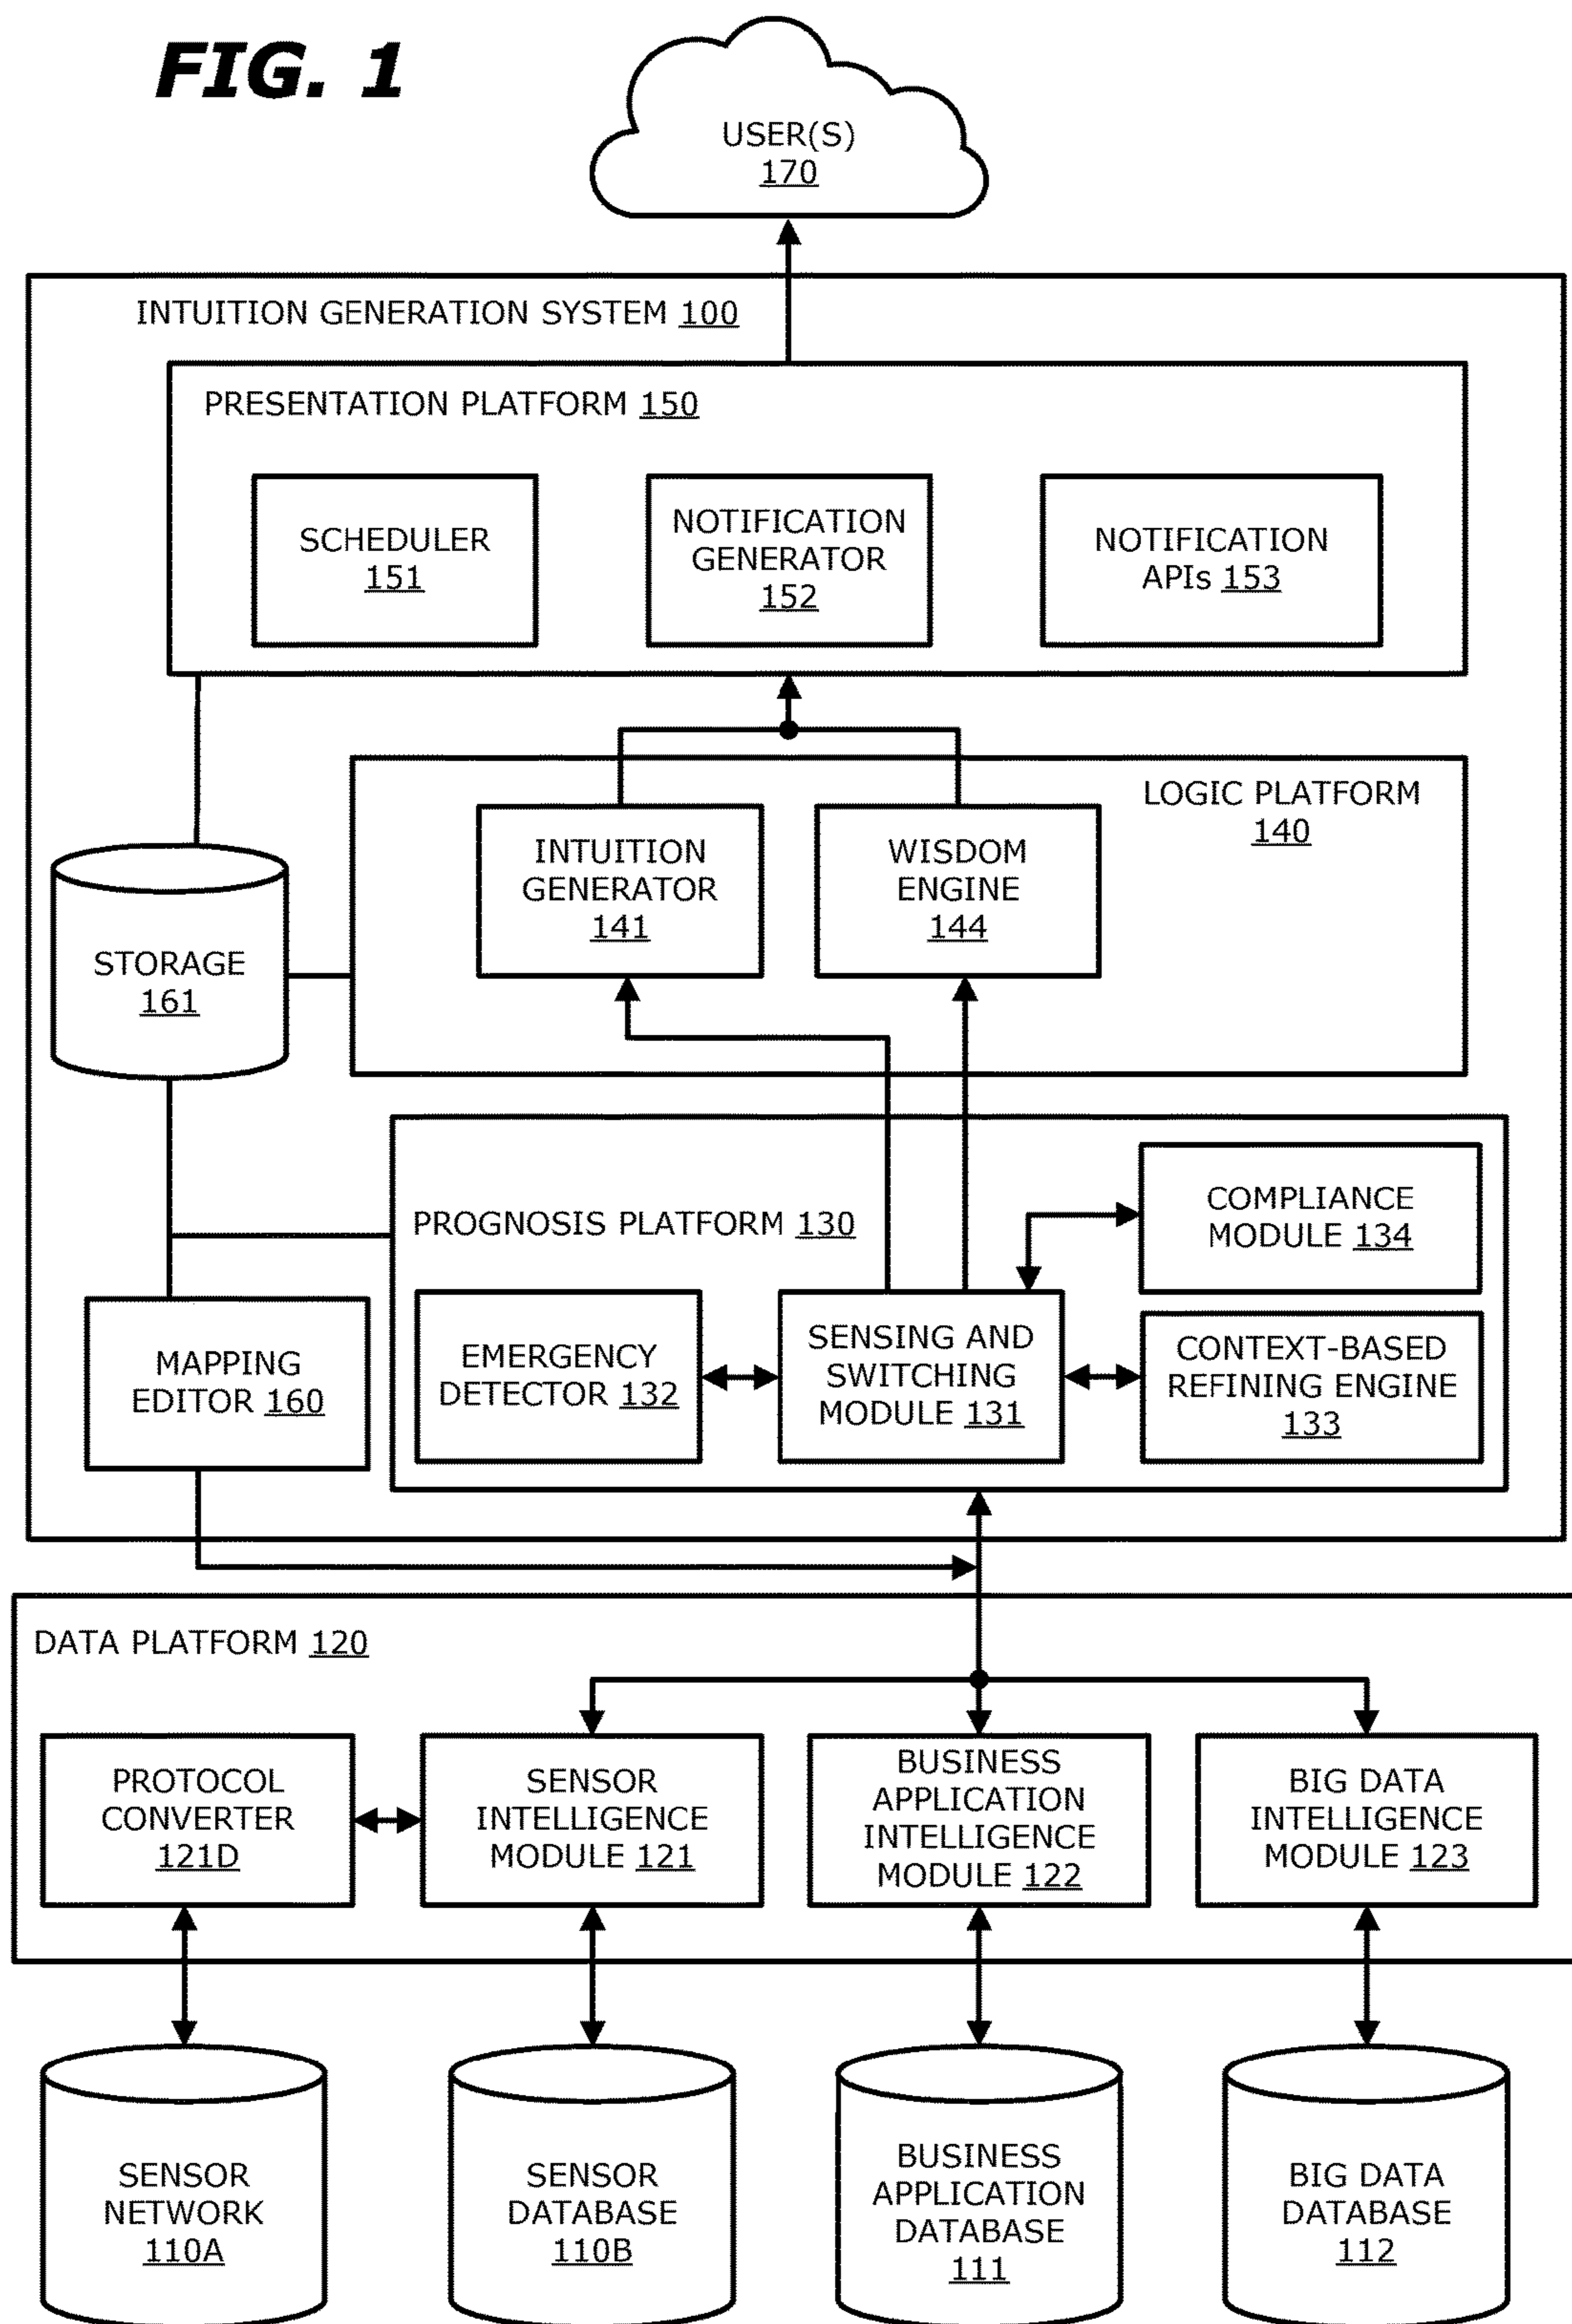 FIG. 1
USER(S)
170
INTUITION GENERATION SYSTEM 100
PRESENTATION PLATFORM 150
SCHEDULER
151
NOTIFICATION
GENERATOR
152
NOTIFICATION
APIs 153
LOGIC PLATFORM
140
INTUITION
GENERATOR
141
WISDOM
ENGINE
144
STORAGE
161
PROGNOSIS PLATFORM 130
COMPLIANCE
MODULE 134
MAPPING
EDITOR 160
EMERGENCY
DETECTOR 132
SENSING AND
SWITCHING
MODULE 131
CONTEXT-BASED
REFINING ENGINE
133
DATA PLATFORM 120
PROTOCOL
CONVERTER
121D
SENSOR
INTELLIGENCE
MODULE 121
BUSINESS
APPLICATION
INTELLIGENCE
MODULE 122
BIG DATA
INTELLIGENCE
MODULE 123
SENSOR
NETWORK
110A
SENSOR
DATABASE
110B
BUSINESS
APPLICATION
DATABASE
111
BIG DATA
DATABASE
112